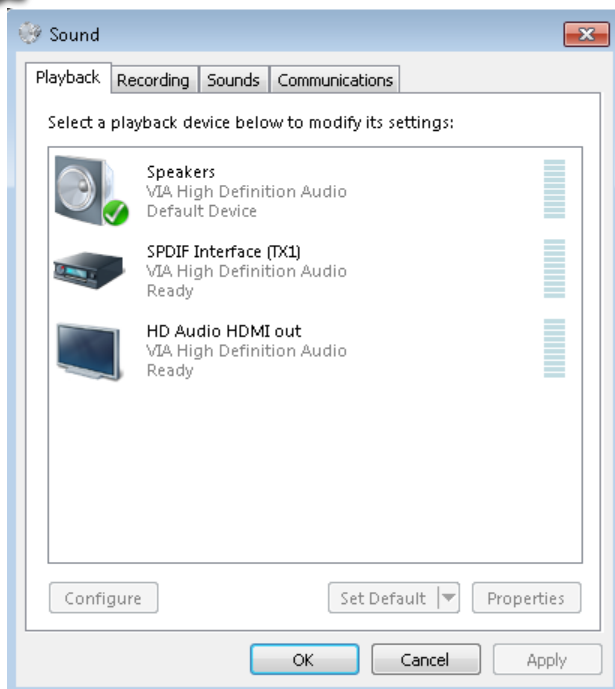 Sound
Playback Recording Sounds Communications
Select a playback device below to modify its settings:
Speakers
VIA High Definition Audio
Default Device
SPDIF Interface (TX1)
VIA High Definition Audio
Ready
HD Audio HDMI out
VIA High Definition Audio
Ready
Configure Set Default Properties
OK Cancel Apply